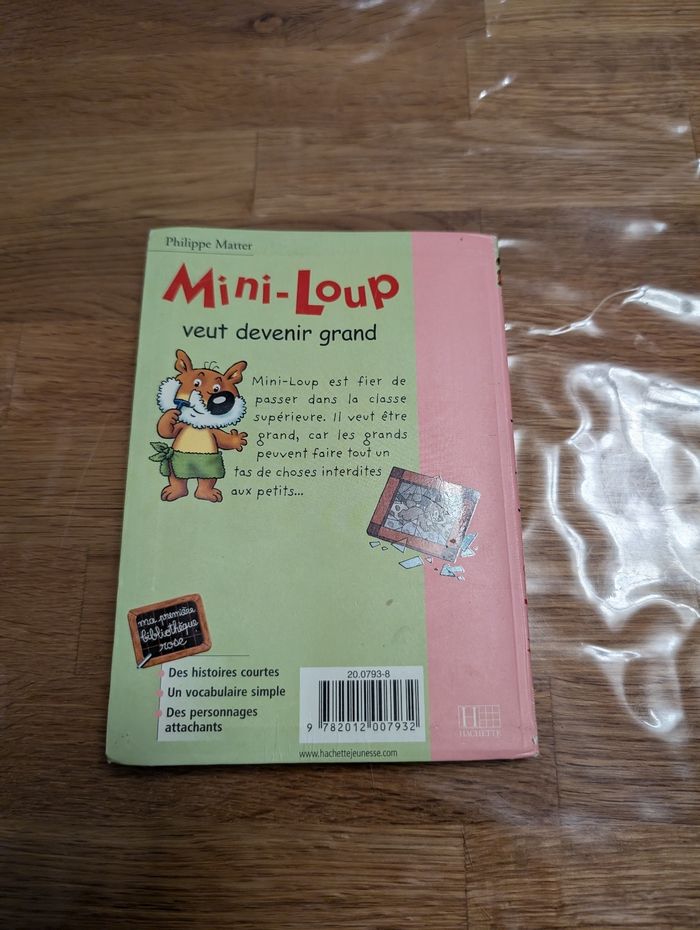 Philippe Matter
Mini-Loup
veut devenir grand
Mini-Loup est fier de
passer dans la classe
supérieure. Il veut être
grand, car les grands
peuvent faire tout un
tas de choses interdites
aux petits...
ma première
bibliothèque
rose
Des histoires courtes
Un vocabulaire simple
Des personnages
attachants
20.0793-8
9 782012 007932
www.hachettejeunesse.com
H
HACHETTE